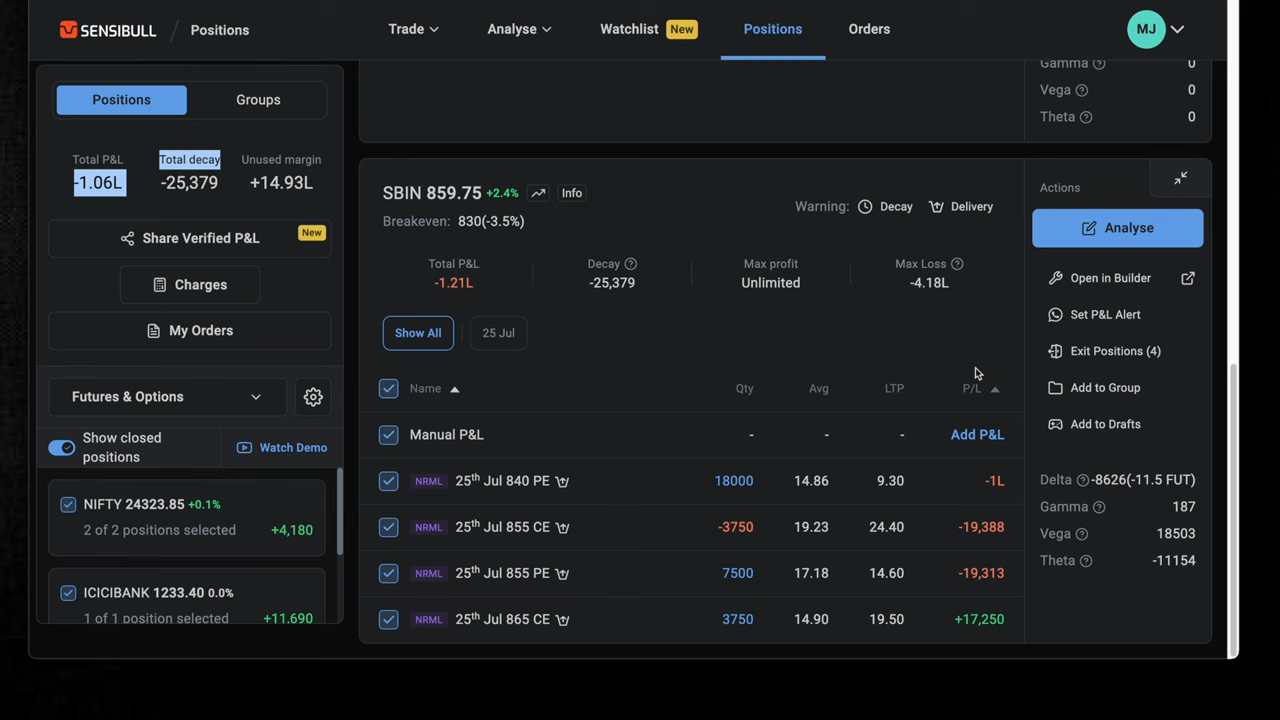 SENSIBULL / Positions
Trade Analyse Watchlist New Positions Orders MJ
Positions Groups
Total P&L Total decay Unused margin
-1.06L -25,379 +14.93L
Share Verified P&L New
Charges
My Orders
Futures & Options
Show closed positions
Watch Demo
NIFTY 24323.85 +0.1%
2 of 2 positions selected +4,180
ICICIBANK 1233.40 0.0%
1 of 1 position selected +11,690
Gamma 0
Vega 0
Theta 0
SBIN 859.75 +2.4% Info
Breakeven: 830(-3.5%)
Warning: Decay Delivery
Total P&L Decay Max profit Max Loss
-1.21L -25,379 Unlimited -4.18L
Show All 25 Jul
Name Qty Avg LTP P/L
Manual P&L - - - Add P&L
NRML 25th Jul 840 PE 18000 14.86 9.30 -1L
NRML 25th Jul 855 CE -3750 19.23 24.40 -19,388
NRML 25th Jul 855 PE 7500 17.18 14.60 -19,313
NRML 25th Jul 865 CE 3750 14.90 19.50 +17,250
Actions
Analyse
Open in Builder
Set P&L Alert
Exit Positions (4)
Add to Group
Add to Drafts
Delta -8626(-11.5 FUT)
Gamma 187
Vega 18503
Theta -11154